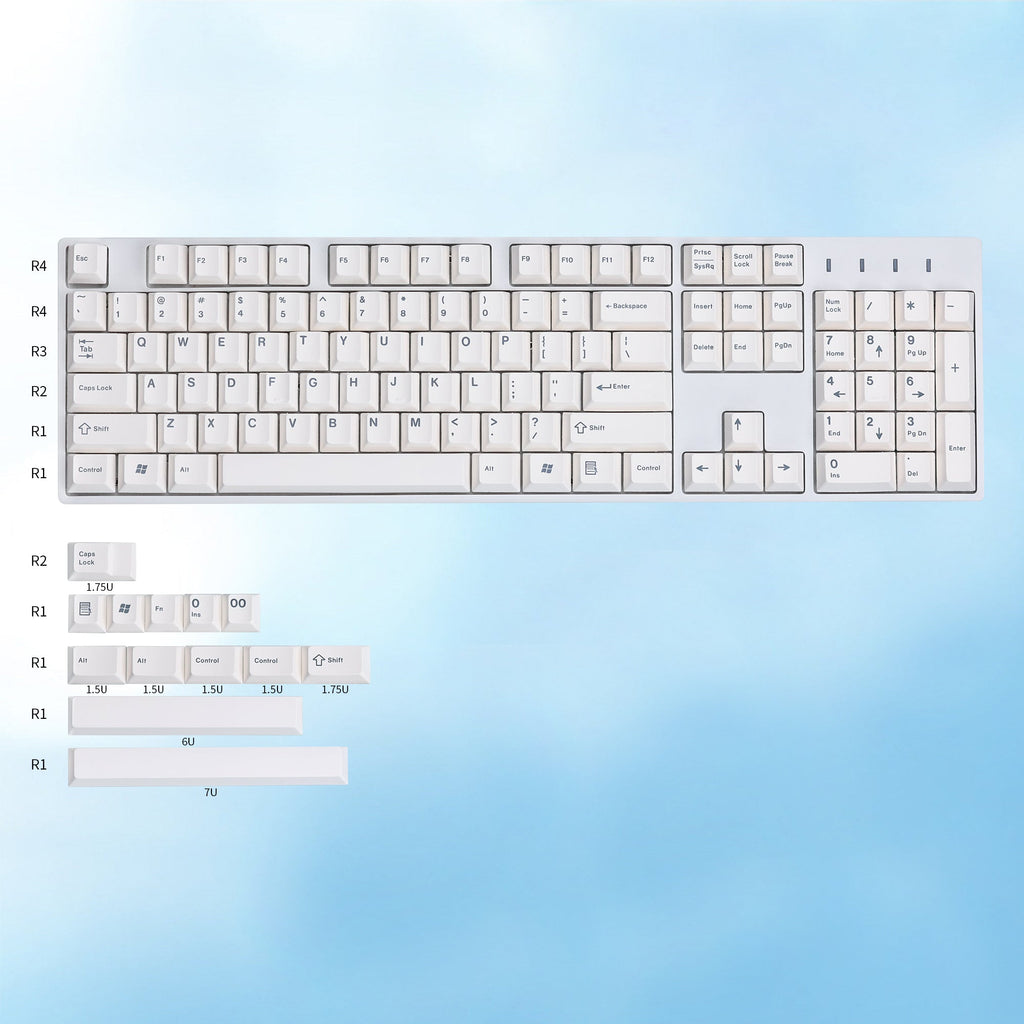 R4 Esc F1 F2 F3 F4 F5 F6 F7 F8 F9 F10 F11 F12 Prtsc Scroll Pause
SysRq Lock Break
R4 ~ ! @ # $ % ^ & * ( ) — + ←Backspace Insert Home PgUp Num / * −
` 1 2 3 4 5 6 7 8 9 0 - = Lock
R3 Tab Q W E R T Y U I O P { } | Delete End PgDn 7 8 9 +
[ ] \ Home ↑ Pg Up
R2 Caps Lock A S D F G H J K L : " Enter 4 5 6
; ' ← →
R1 Shift Z X C V B N M < > ? Shift ↑ 1 2 3 Enter
, . / End ↓ Pg Dn
R1 Control Alt Alt Control ← ↓ → 0 .
Ins Del
R2 Caps
Lock
1.75U
R1 Fn 0 00
Ins
R1 Alt Alt Control Control Shift
1.5U 1.5U 1.5U 1.5U 1.75U
R1
6U
R1
7U